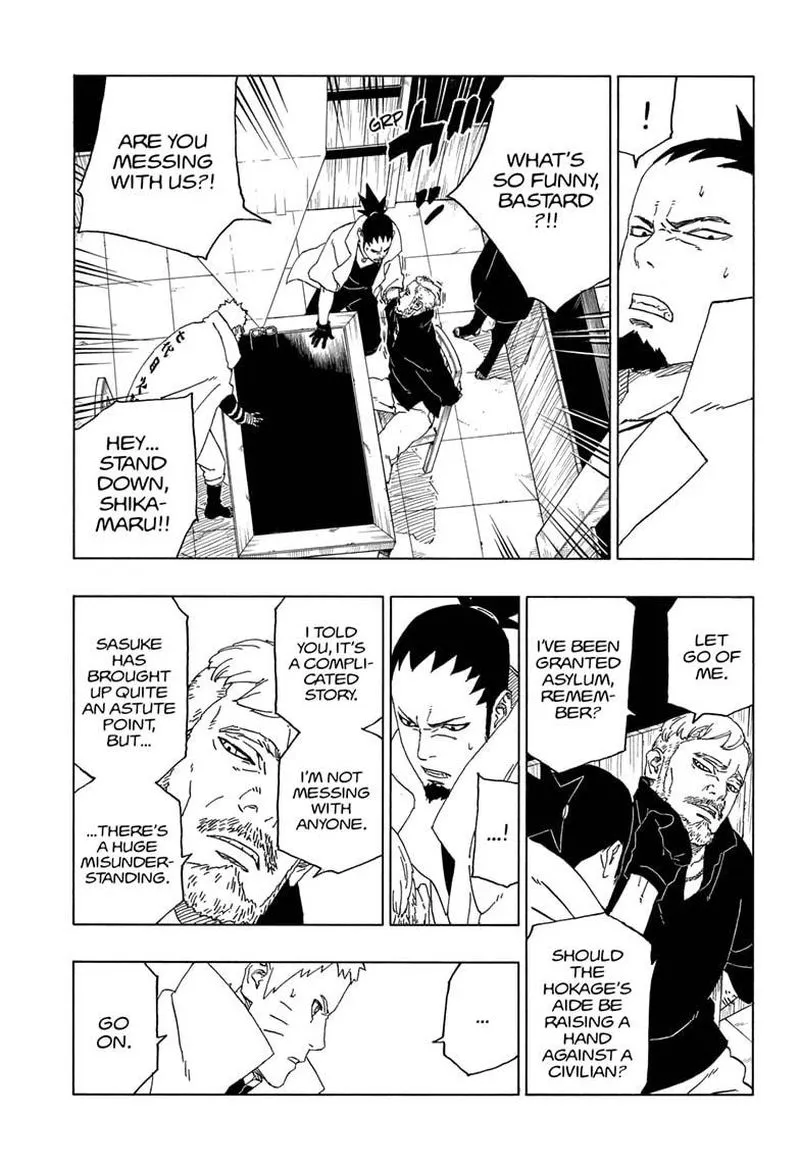 !
WHAT'S
SO FUNNY,
BASTARD
?!!
GRP
ARE YOU
MESSING
WITH US?!
HEY...
STAND
DOWN,
SHIKA-
MARU!!
LET
GO OF
ME.
I'VE BEEN
GRANTED
ASYLUM,
REMEM-
BER?
SHOULD
THE
HOKAGE'S
AIDE BE
RAISING A
HAND
AGAINST A
CIVILIAN?
...!
I TOLD
YOU, IT'S
A COMPLI-
CATED
STORY.
I'M NOT
MESSING
WITH
ANYONE.
SASUKE
HAS
BROUGHT
UP QUITE
AN ASTUTE
POINT,
BUT...
...THERE'S
A HUGE
MISUNDER-
STANDING.
...
GO
ON.